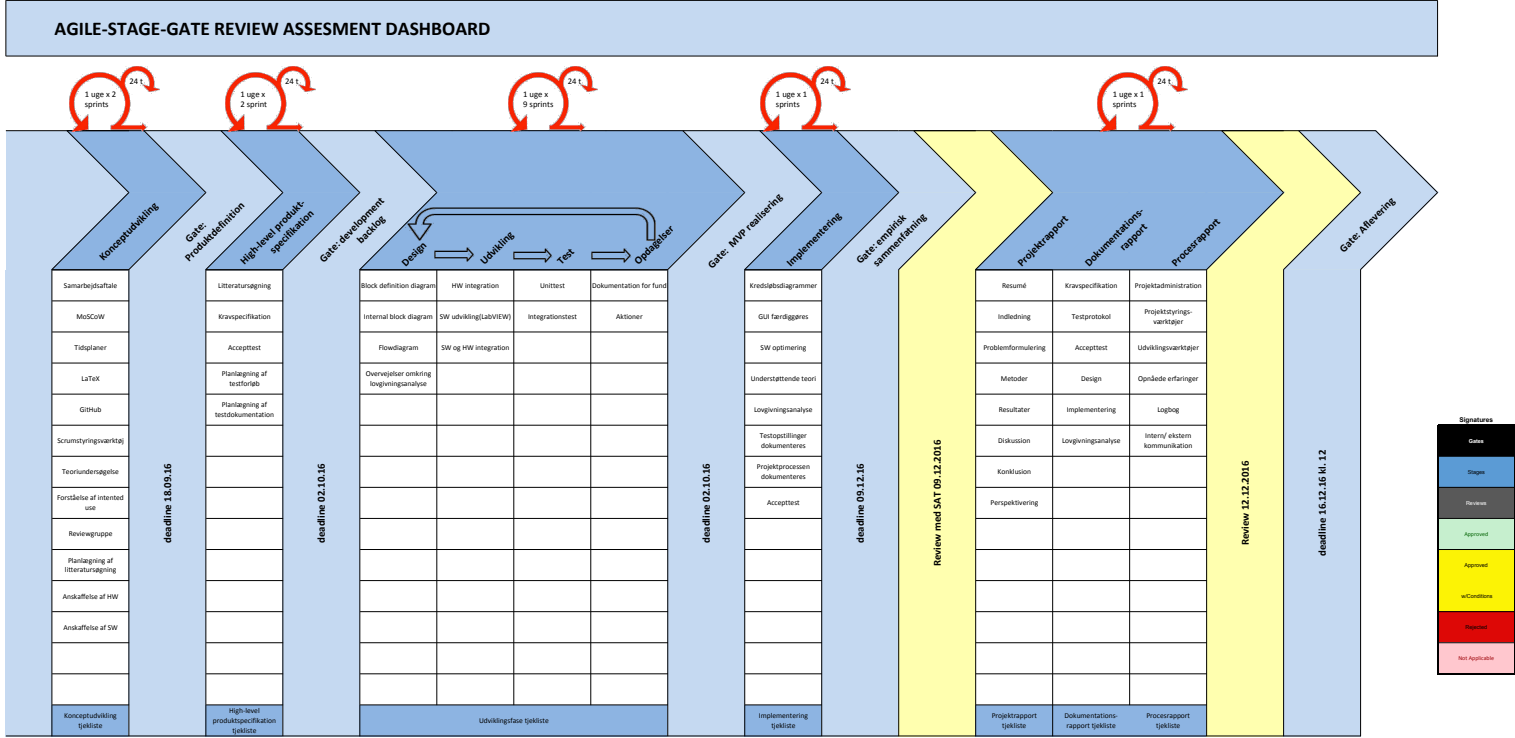 AGILE-STAGE-GATE REVIEW ASSESMENT DASHBOARD
1 uge x 2
sprints
24 t.
1 uge x
2 sprint
24 t.
1 uge x
9 sprints
24 t.
1 uge x 1
sprints
24 t.
1 uge x 1
sprints
24 t.
Konceptudvikling
Gate:
Produktdefinition
High-level produkt-
specifikation
Gate: development
backlog
Design
Udvikling
Test
Opdagelser
Gate: MVP realisering
Implementering
Gate: empirisk
sammenfatning
Projektrapport
Dokumentations-
rapport
Procesrapport
Gate: Aflevering
Samarbejdsaftale
MoSCoW
Tidsplaner
LaTeX
GitHub
Scrumstyringsværktøj
Teoriundersøgelse
Forståelse af intented
use
Reviewgruppe
Planlægning af
litteratursøgning
Anskaffelse af HW
Anskaffelse af SW
Konceptudvikling
tjekliste
deadline 18.09.16
Litteratursøgning
Kravspecifikation
Accepttest
Planlægning af
testforløb
Planlægning af
testdokumentation
High-level
produktspecifikation
tjekliste
deadline 02.10.16
Block definition diagram
Internal block diagram
Flowdiagram
Overvejelser omkring
lovgivningsanalyse
HW integration
SW udvikling(LabVIEW)
SW og HW integration
Unittest
Integrationstest
Dokumentation for fund
Aktioner
Udviklingsfase tjekliste
deadline 02.10.16
Kredsløbsdiagrammer
GUI færdiggøres
SW optimering
Understøttende teori
Lovgivningsanalyse
Testopstillinger
dokumenteres
Projektprocessen
dokumenteres
Accepttest
Implementering
tjekliste
deadline 09.12.16
Review med SAT 09.12.2016
Resumé
Indledning
Problemformulering
Metoder
Resultater
Diskussion
Konklusion
Perspektivering
Projektrapport
tjekliste
Kravspecifikation
Testprotokol
Accepttest
Design
Implementering
Lovgivningsanalyse
Dokumentations-
rapport tjekliste
Projektadministration
Projektstyrings-
værktøjer
Udviklingsværktøjer
Opnåede erfaringer
Logbog
Intern/ ekstern
kommunikation
Procesrapport
tjekliste
Review 12.12.2016
deadline 16.12.16 kl. 12
Signatures
Gates
Stages
Reviews
Approved
Approved
w/Conditions
Rejected
Not Applicable